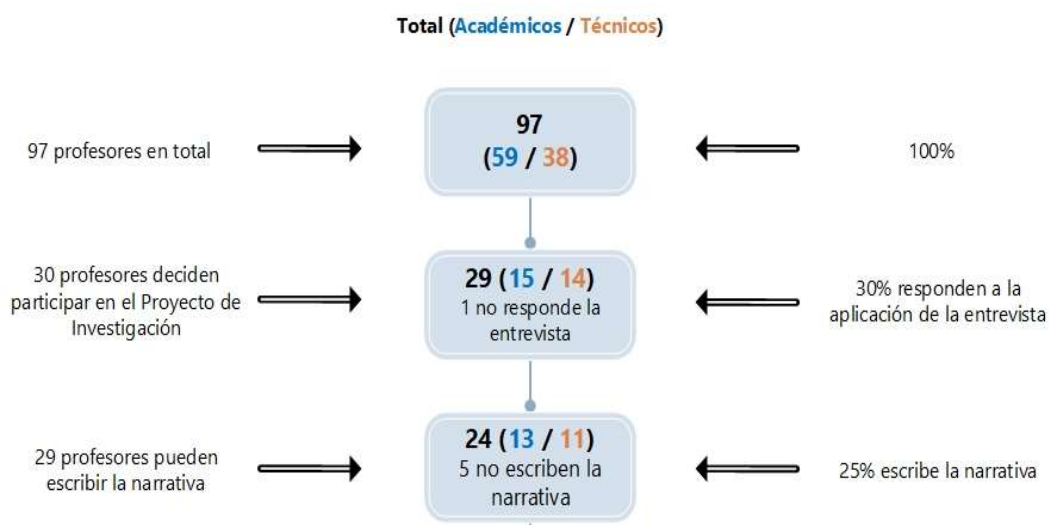 Total (Académicos / Técnicos)
97 profesores en total
97
(59 / 38)
100%
30 profesores deciden
participar en el Proyecto de
Investigación
29 (15 / 14)
1 no responde la
entrevista
30% responden a la
aplicación de la entrevista
29 profesores pueden
escribir la narrativa
24 (13 / 11)
5 no escriben la
narrativa
25% escribe la narrativa